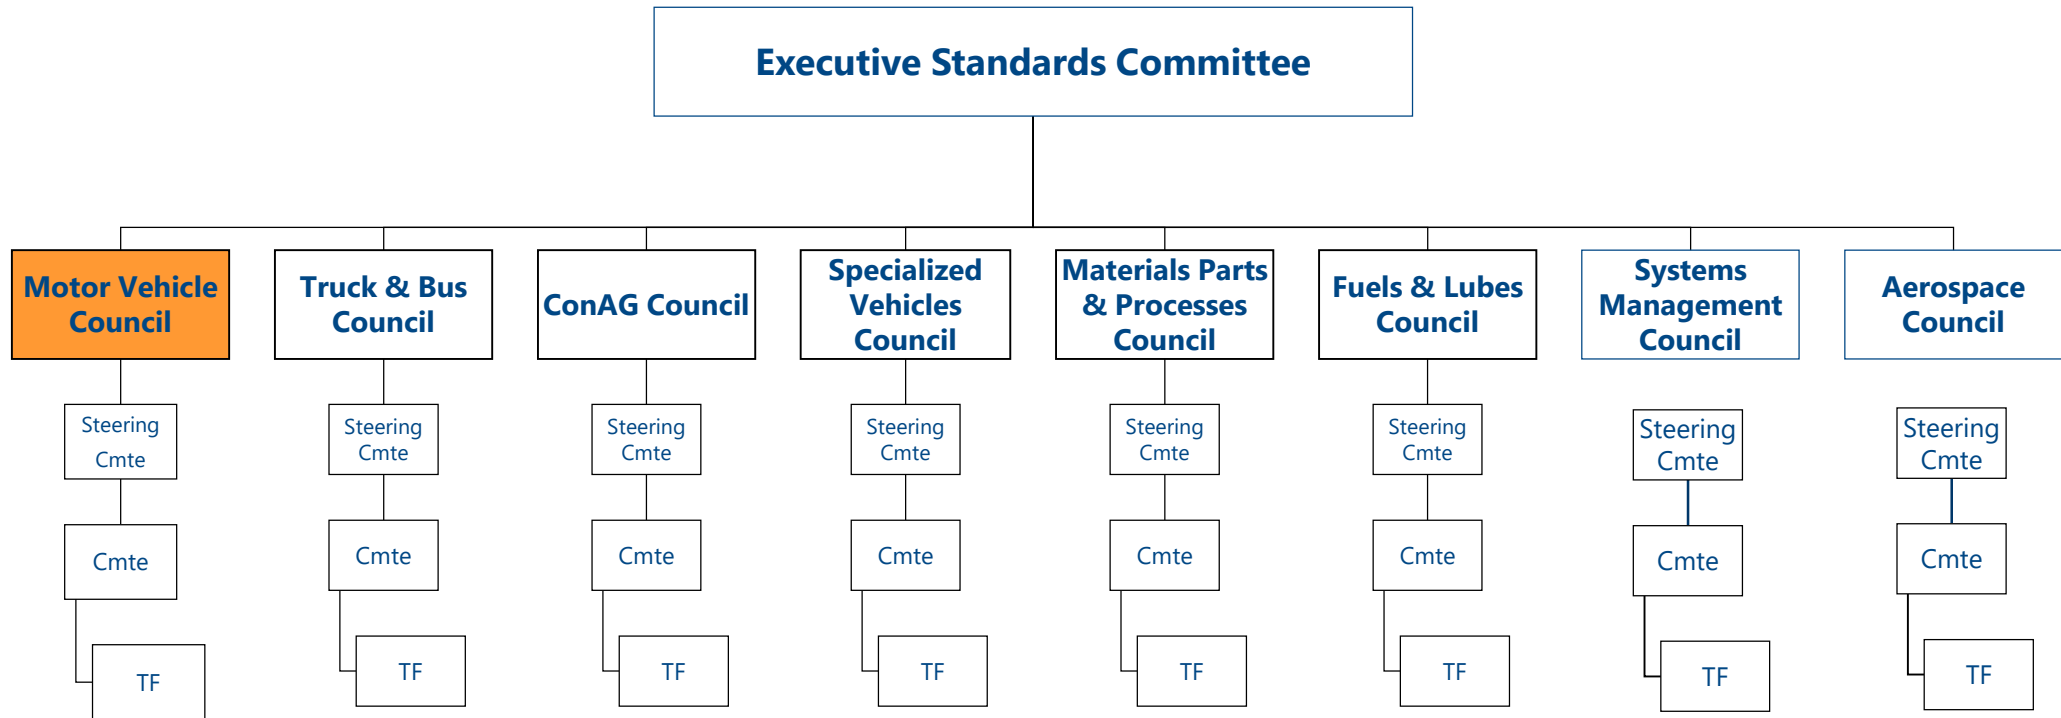 Executive Standards Committee
Motor Vehicle
Council
Truck & Bus
Council
ConAG Council
Specialized
Vehicles
Council
Materials Parts
& Processes
Council
Fuels & Lubes
Council
Systems
Management
Council
Aerospace
Council
Steering
Cmte
Steering
Cmte
Steering
Cmte
Steering
Cmte
Steering
Cmte
Steering
Cmte
Steering
Cmte
Steering
Cmte
Cmte
Cmte
Cmte
Cmte
Cmte
Cmte
Cmte
Cmte
TF
TF
TF
TF
TF
TF
TF
TF